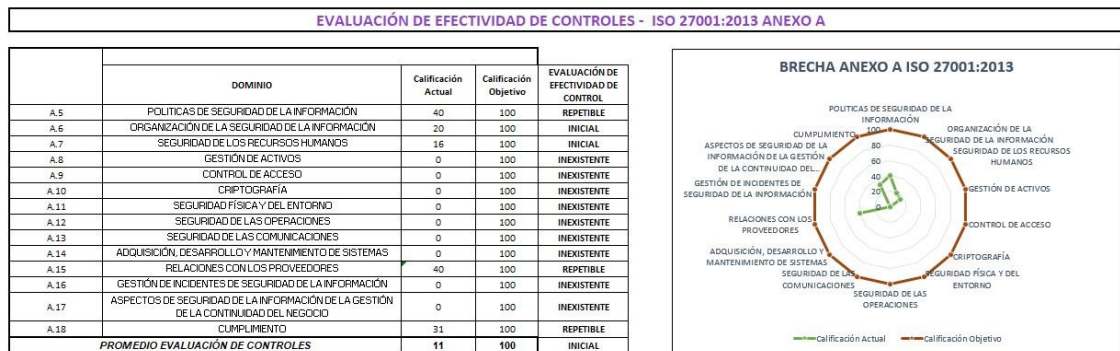 EVALUACIÓN DE EFECTIVIDAD DE CONTROLES - ISO 27001:2013 ANEXO A
DOMINIO Calificación Actual Calificación Objetivo EVALUACIÓN DE EFECTIVIDAD DE CONTROL
A.5 POLITICAS DE SEGURIDAD DE LA INFORMACIÓN 40 100 REPETIBLE
A.6 ORGANIZACIÓN DE LA SEGURIDAD DE LA INFORMACIÓN 20 100 INICIAL
A.7 SEGURIDAD DE LOS RECURSOS HUMANOS 16 100 INICIAL
A.8 GESTIÓN DE ACTIVOS 0 100 INEXISTENTE
A.9 CONTROL DE ACCESO 0 100 INEXISTENTE
A.10 CRIPTOGRAFÍA 0 100 INEXISTENTE
A.11 SEGURIDAD FÍSICA Y DEL ENTORNO 0 100 INEXISTENTE
A.12 SEGURIDAD DE LAS OPERACIONES 0 100 INEXISTENTE
A.13 SEGURIDAD DE LAS COMUNICACIONES 0 100 INEXISTENTE
A.14 ADQUISICIÓN, DESARROLLO Y MANTENIMIENTO DE SISTEMAS 0 100 INEXISTENTE
A.15 RELACIONES CON LOS PROVEEDORES 40 100 REPETIBLE
A.16 GESTIÓN DE INCIDENTES DE SEGURIDAD DE LA INFORMACIÓN 0 100 INEXISTENTE
A.17 ASPECTOS DE SEGURIDAD DE LA INFORMACIÓN DE LA GESTIÓN DE LA CONTINUIDAD DEL NEGOCIO 0 100 INEXISTENTE
A.18 CUMPLIMIENTO 31 100 REPETIBLE
PROMEDIO EVALUACIÓN DE CONTROLES 11 100 INICIAL
BRECHA ANEXO A ISO 27001:2013
POLITICAS DE SEGURIDAD DE LA
INFORMACIÓN
ORGANIZACIÓN DE LA
SEGURIDAD DE LA INFORMACIÓN
SEGURIDAD DE LOS RECURSOS
HUMANOS
GESTIÓN DE ACTIVOS
CONTROL DE ACCESO
CRIPTOGRAFÍA
SEGURIDAD FÍSICA Y DEL
ENTORNO
SEGURIDAD DE LAS
OPERACIONES
SEGURIDAD DE LAS
COMUNICACIONES
ADQUISICIÓN, DESARROLLO Y
MANTENIMIENTO DE SISTEMAS
RELACIONES CON LOS
PROVEEDORES
GESTIÓN DE INCIDENTES DE
SEGURIDAD DE LA INFORMACIÓN
ASPECTOS DE SEGURIDAD DE LA
INFORMACIÓN DE LA GESTIÓN
DE LA CONTINUIDAD DEL...
CUMPLIMIENTO
100
80
60
40
20
0
Calificación Actual Calificación Objetivo